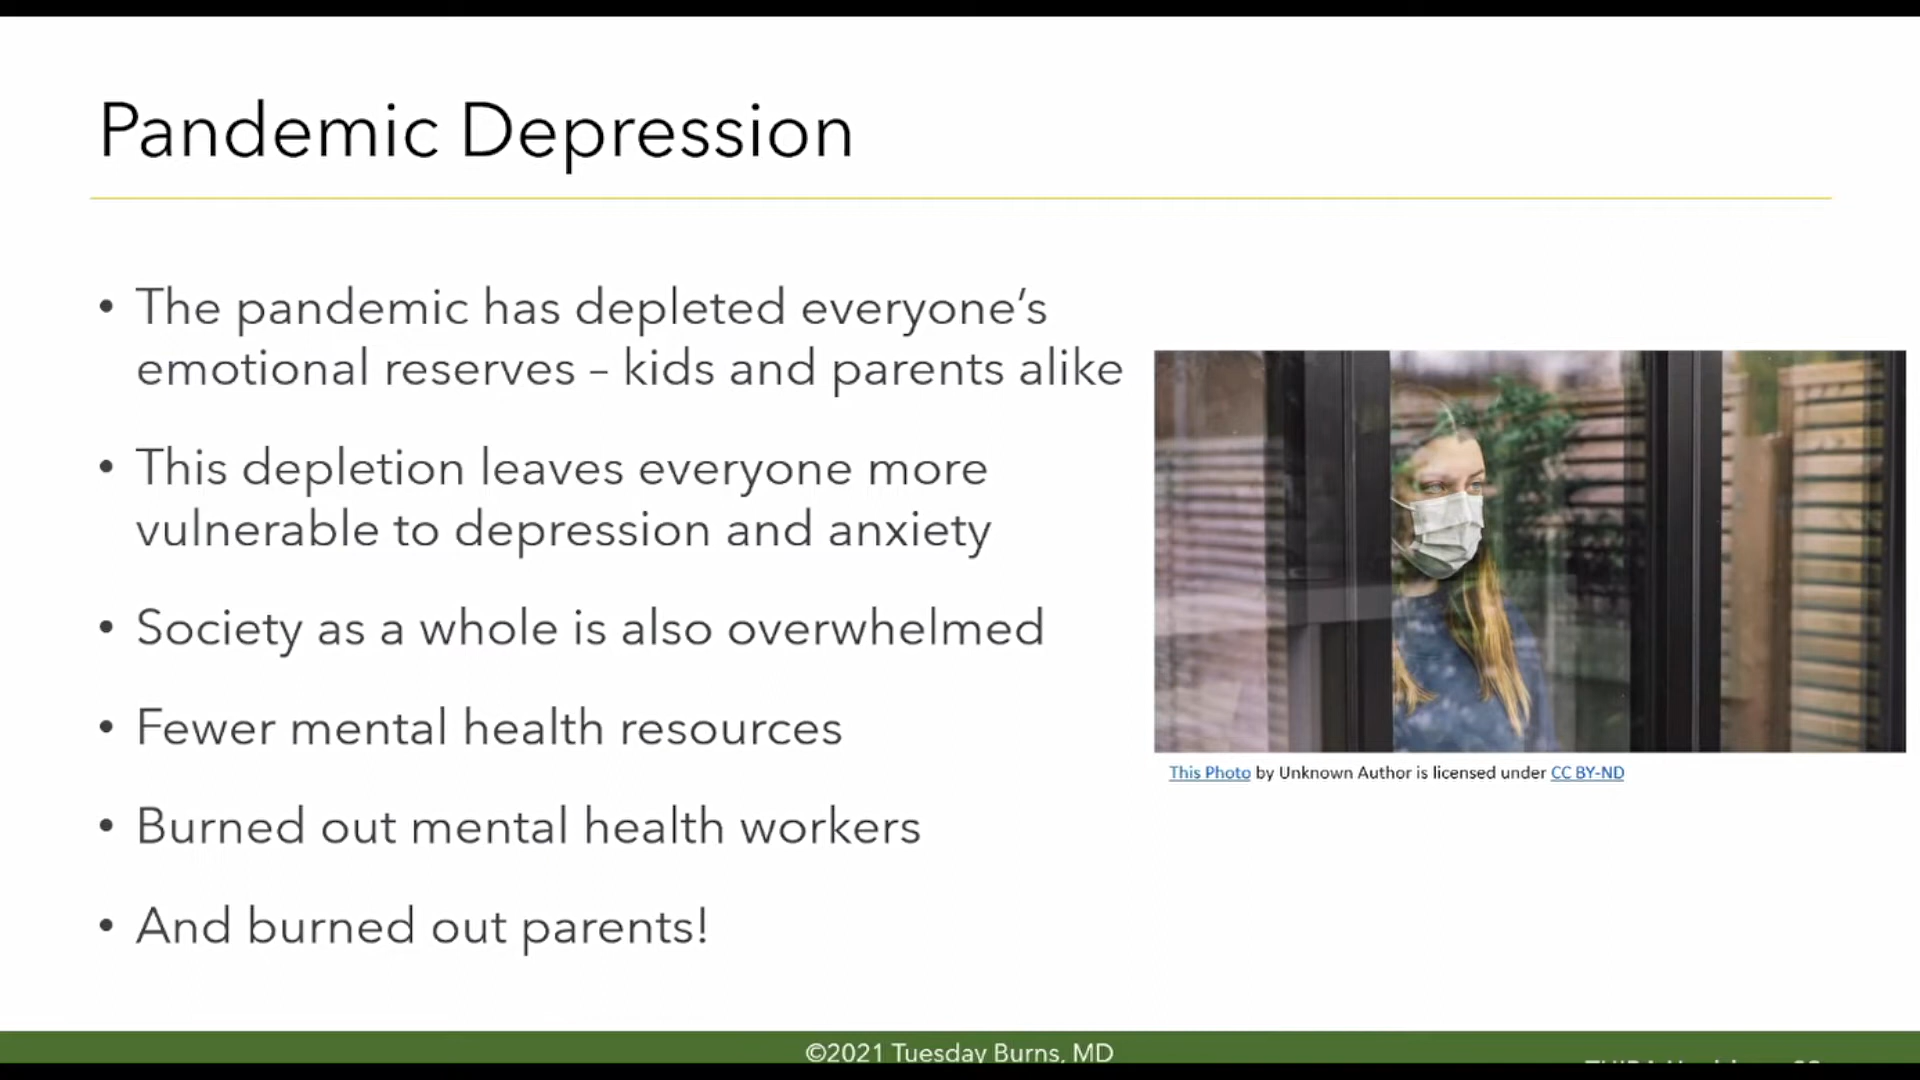 Pandemic Depression
• The pandemic has depleted everyone’s
emotional reserves – kids and parents alike
• This depletion leaves everyone more
vulnerable to depression and anxiety
• Society as a whole is also overwhelmed
• Fewer mental health resources
• Burned out mental health workers
• And burned out parents!
This Photo by Unknown Author is licensed under CC BY-ND
©2021 Tuesday Burns, MD